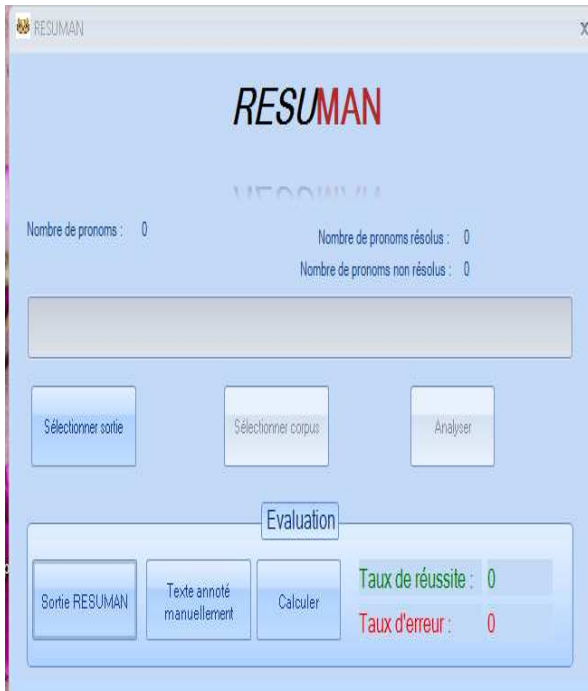 RESUMAN
x
RESUMAN
Nombre de pronoms : 0
Nombre de pronoms résolus : 0
Nombre de pronoms non résolus : 0
Sélectionner sortie
Sélectionner corpus
Analyser
Evaluation
Sortie RESUMAN
Texte annoté
manuellement
Calculer
Taux de réussite : 0
Taux d'erreur : 0